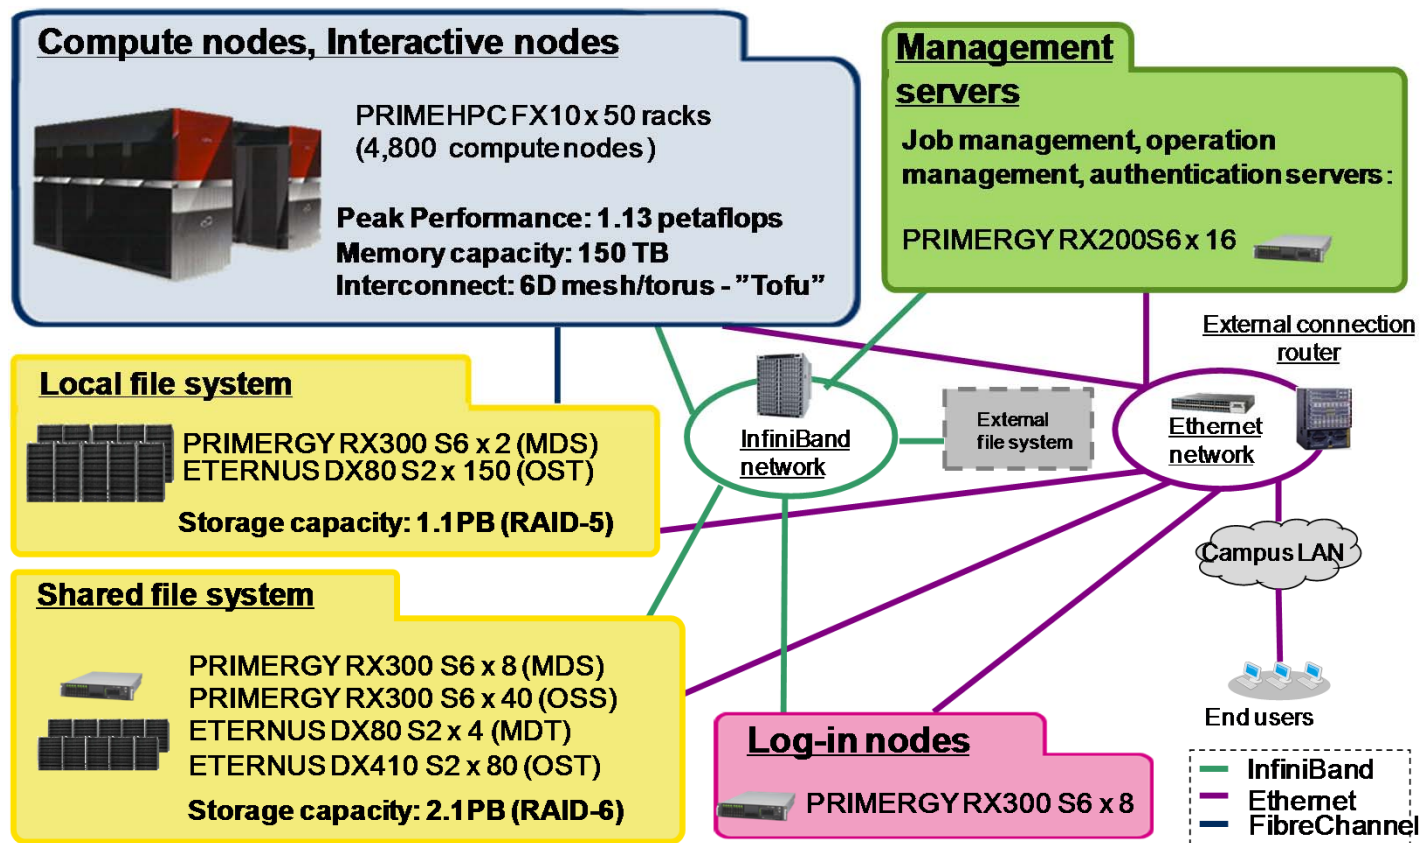 Compute nodes, Interactive nodes
PRIMEHPC FX10 x 50 racks
(4,800 compute nodes)
Peak Performance: 1.13 petaflops
Memory capacity: 150 TB
Interconnect: 6D mesh/torus - ”Tofu”
Management
servers
Job management, operation
management, authentication servers:
PRIMERGY RX200S6 x 16
External connection
router
Local file system
PRIMERGY RX300 S6 x 2 (MDS)
ETERNUS DX80 S2 x 150 (OST)
Storage capacity: 1.1PB (RAID-5)
InfiniBand
network
External
file system
Ethernet
network
Campus LAN
Shared file system
PRIMERGY RX300 S6 x 8 (MDS)
PRIMERGY RX300 S6 x 40 (OSS)
ETERNUS DX80 S2 x 4 (MDT)
ETERNUS DX410 S2 x 80 (OST)
Storage capacity: 2.1PB (RAID-6)
Log-in nodes
PRIMERGY RX300 S6 x 8
End users
InfiniBand
Ethernet
FibreChannel